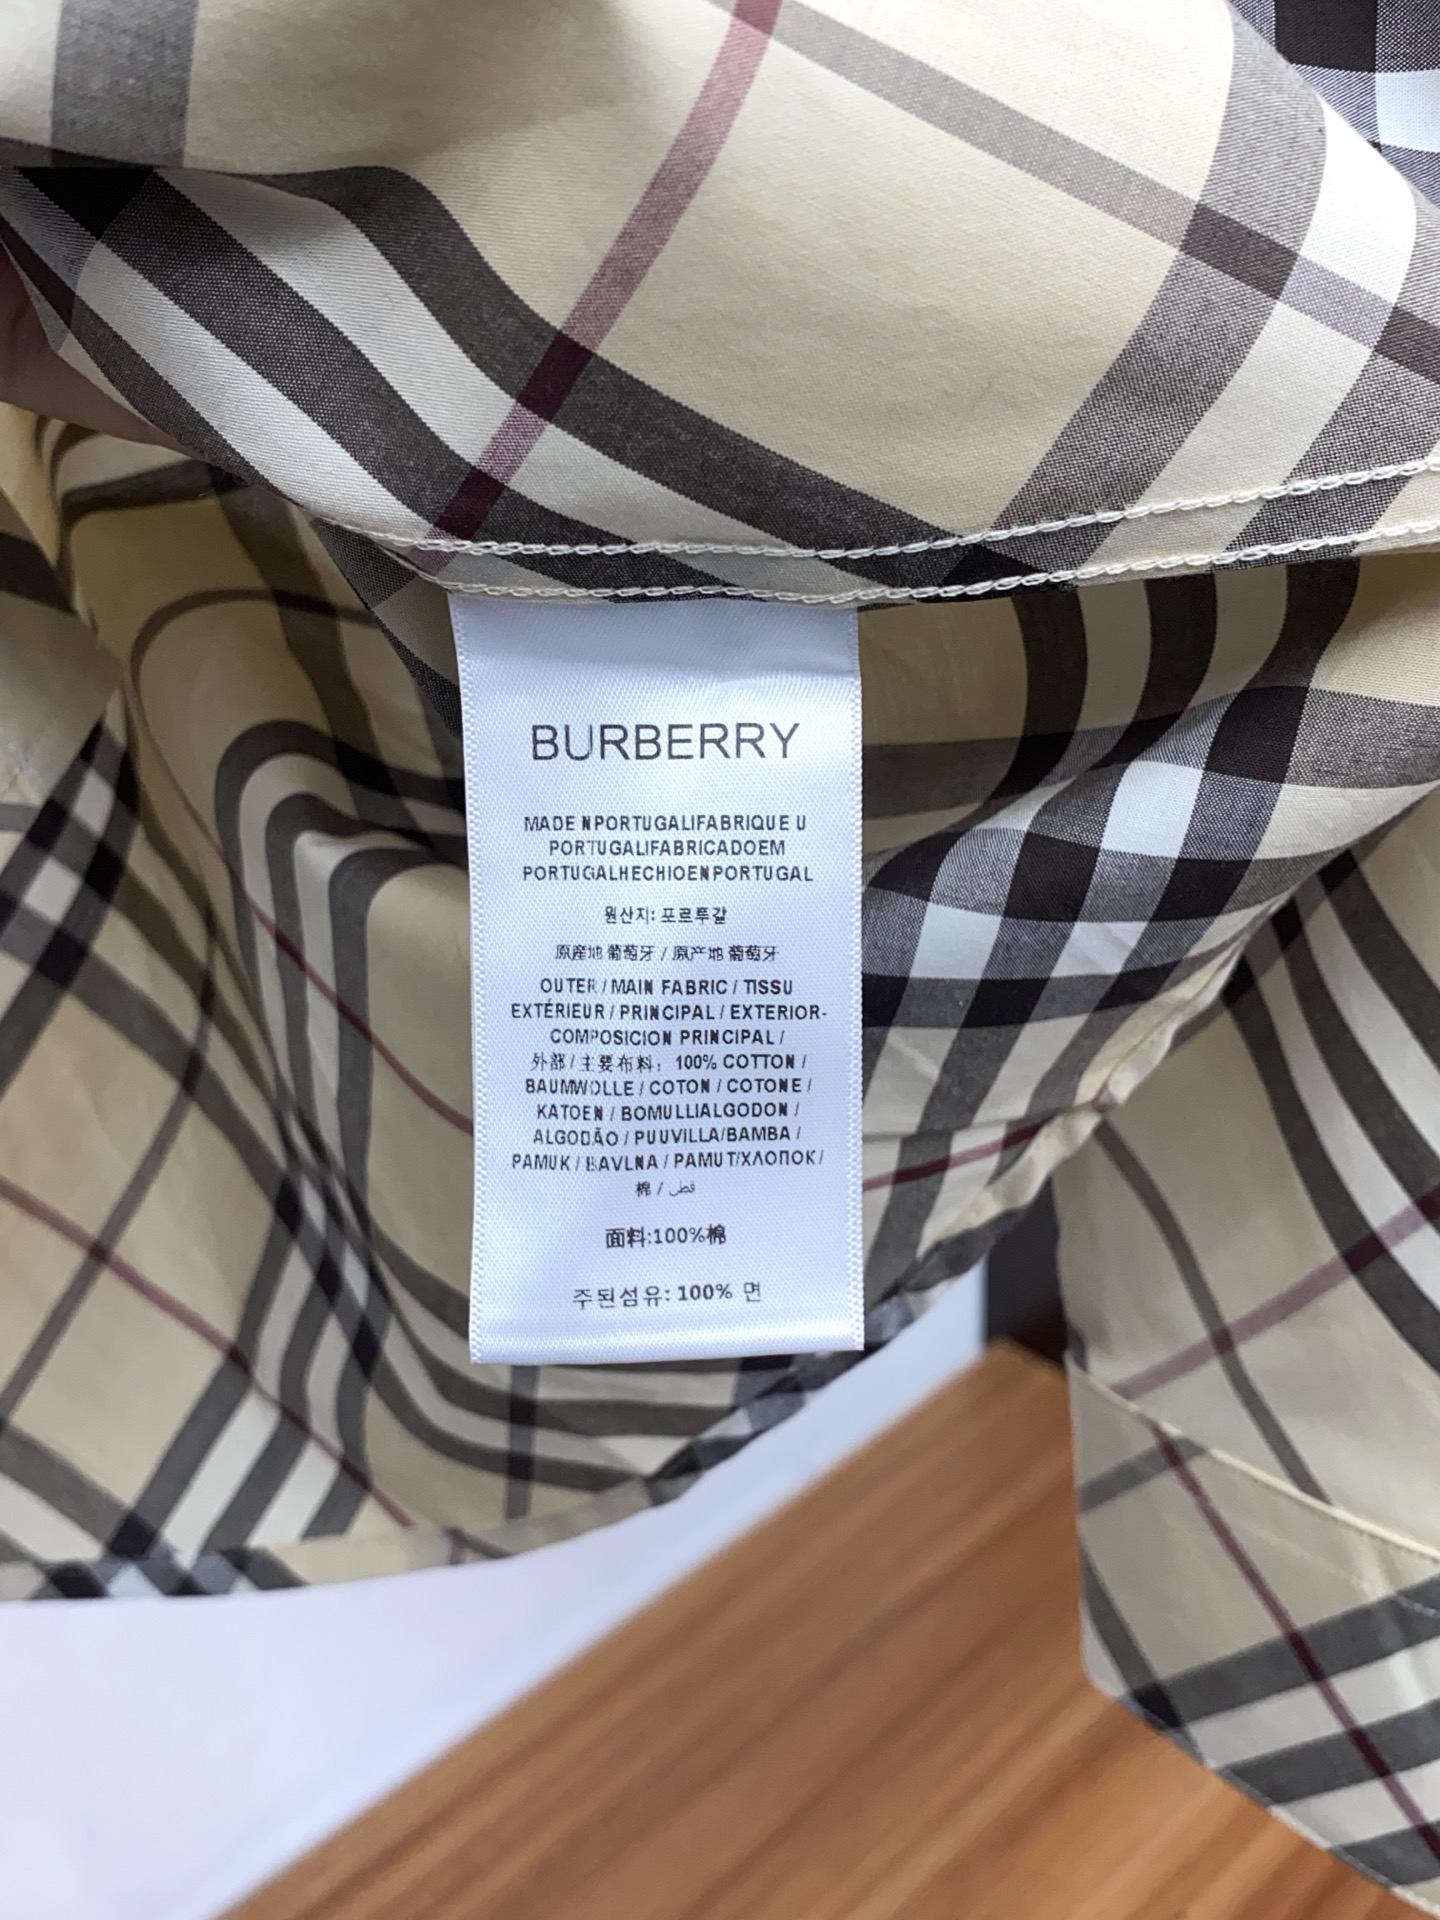 BURBERRY
MADE NPORTUGALIFABRIQUE U
PORTUGALIFABRICADOEM
PORTUGALHECHIOENPORTUGAL
원산지: 포르투갈
原産地 葡萄牙 / 原产地 葡萄牙
OUTER / MAIN FABRIC / TISSU
EXTÉRIEUR / PRINCIPAL / EXTERIOR-
COMPOSICION PRINCIPAL /
外部 / 主要布料: 100% COTTON /
BAUMWOLLE / COTON / COTONE /
KATOEN / BOMULLIALGODON /
ALGODÃO / PUUVILLA/BAMBA /
PAMUK / BAVLNA / PAMUT/ХЛОПОК /
棉 / قطن
面料:100%棉
주된섬유: 100% 면